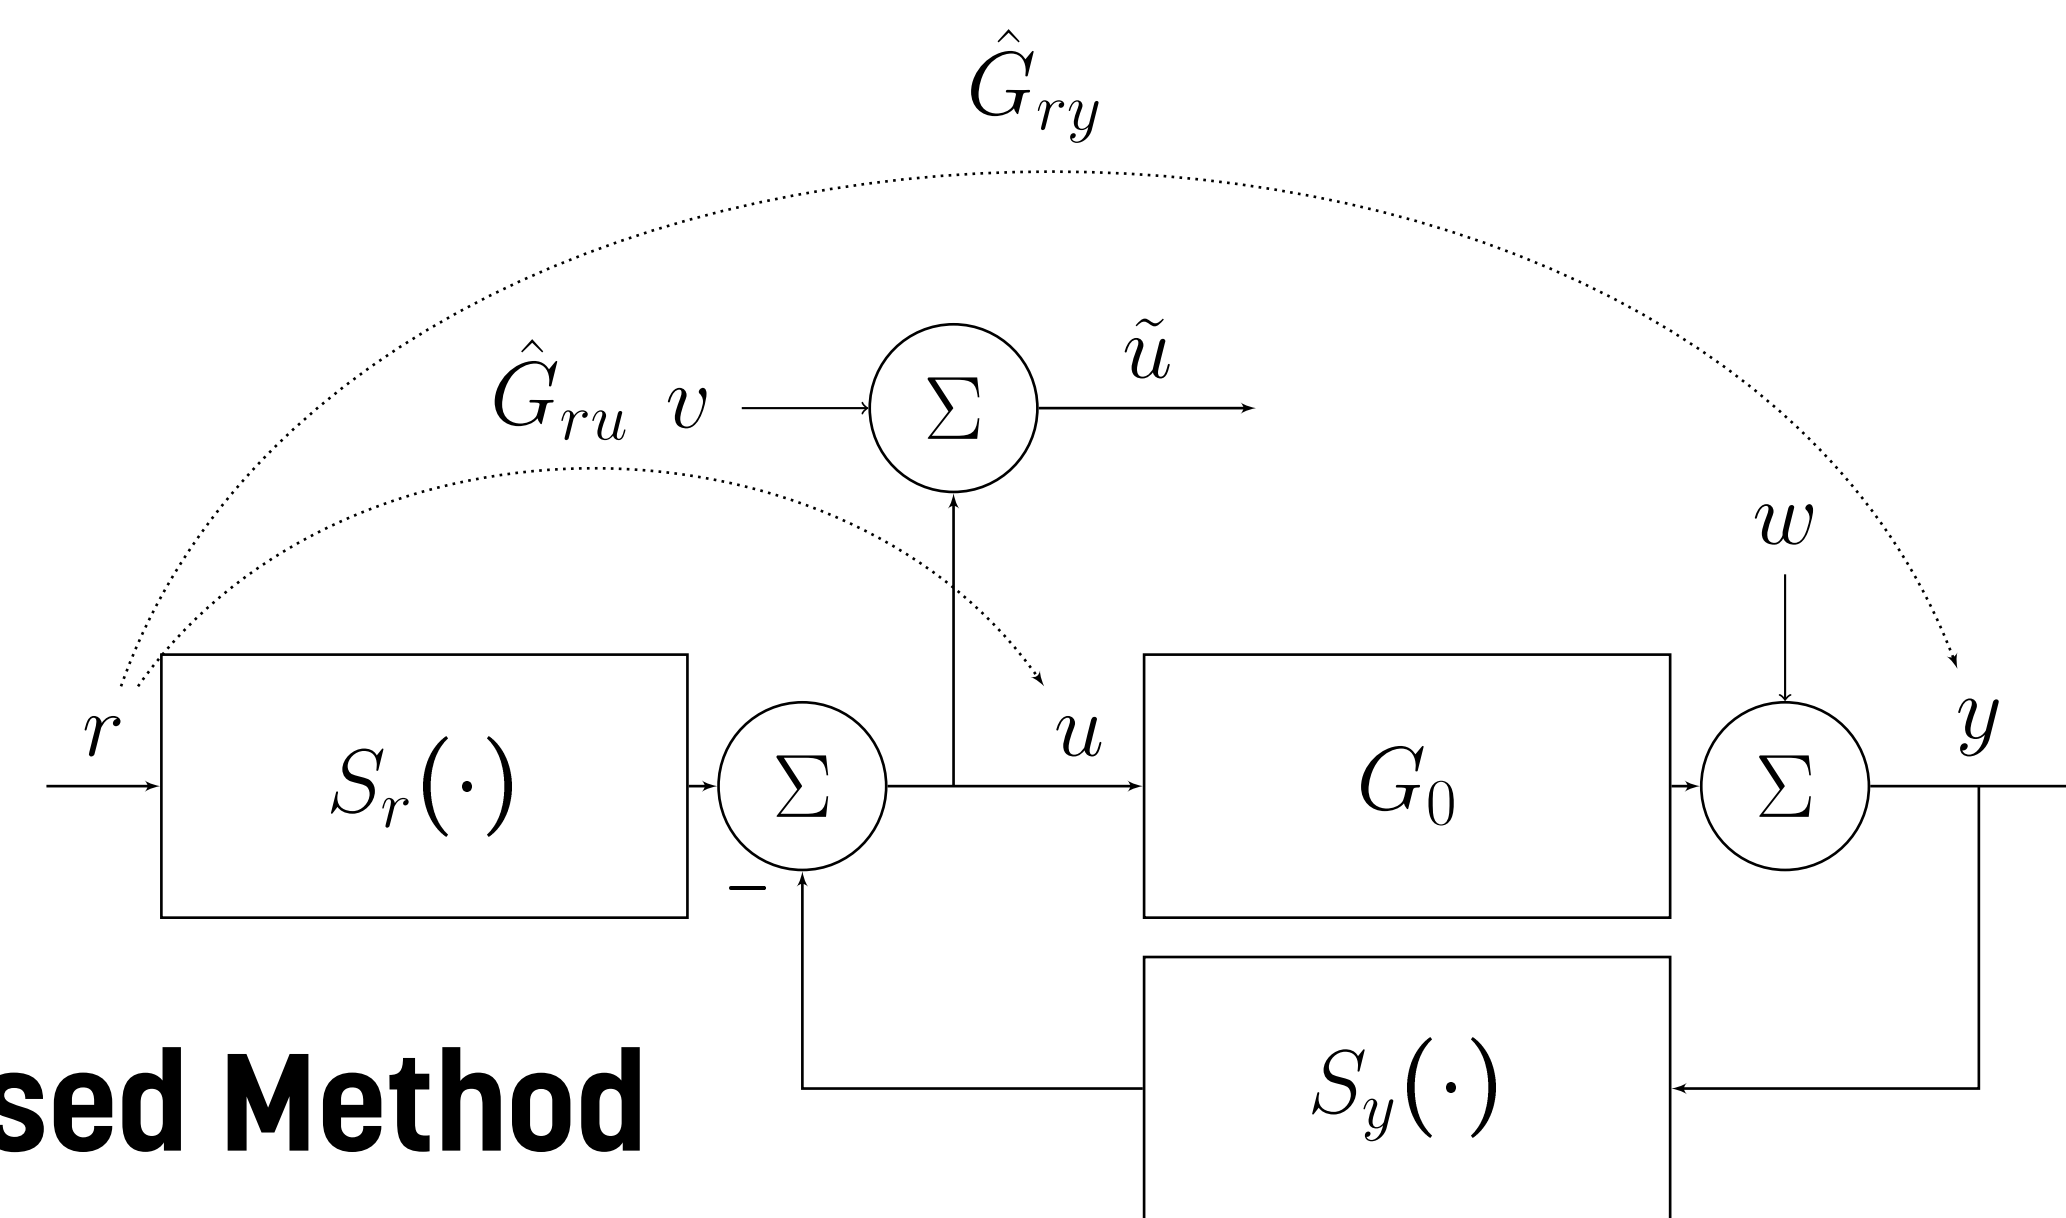 Ĝ_ry
Ĝ_ru v Σ ũ
w
r S_r(·) Σ u G_0 Σ y
−
S_y(·)
sed Method